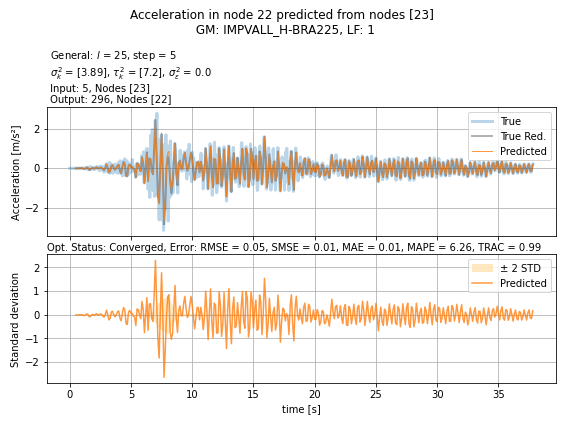 Acceleration in node 22 predicted from nodes [23]
GM: IMPVALL_H-BRA225, LF: 1
General: l = 25, step = 5
σ²ₖ = [3.89], τ²ₖ = [7.2], σ²ε = 0.0
Input: 5, Nodes [23]
Output: 296, Nodes [22]
Acceleration [m/s²]
2
0
−2
True
True Red.
Predicted
Opt. Status: Converged, Error: RMSE = 0.05, SMSE = 0.01, MAE = 0.01, MAPE = 6.26, TRAC = 0.99
Standard deviation
2
1
0
−1
−2
± 2 STD
Predicted
0 5 10 15 20 25 30 35
time [s]